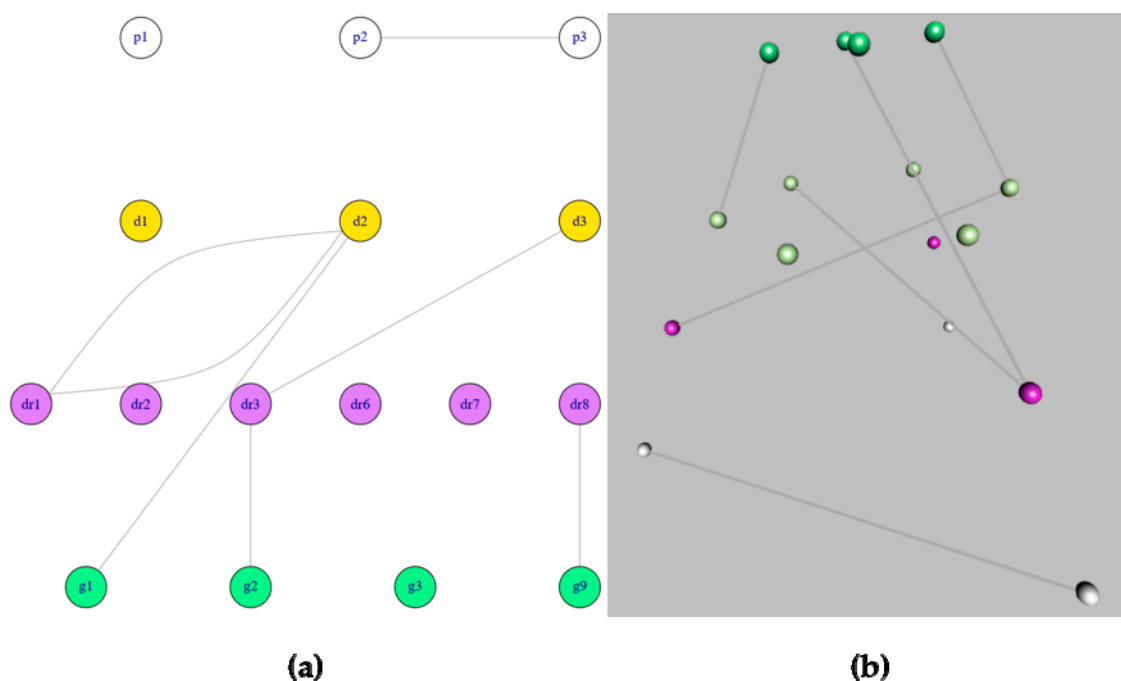 p1 p2 p3
d1 d2 d3
dr1 dr2 dr3 dr6 dr7 dr8
g1 g2 g3 g9
(a) (b)